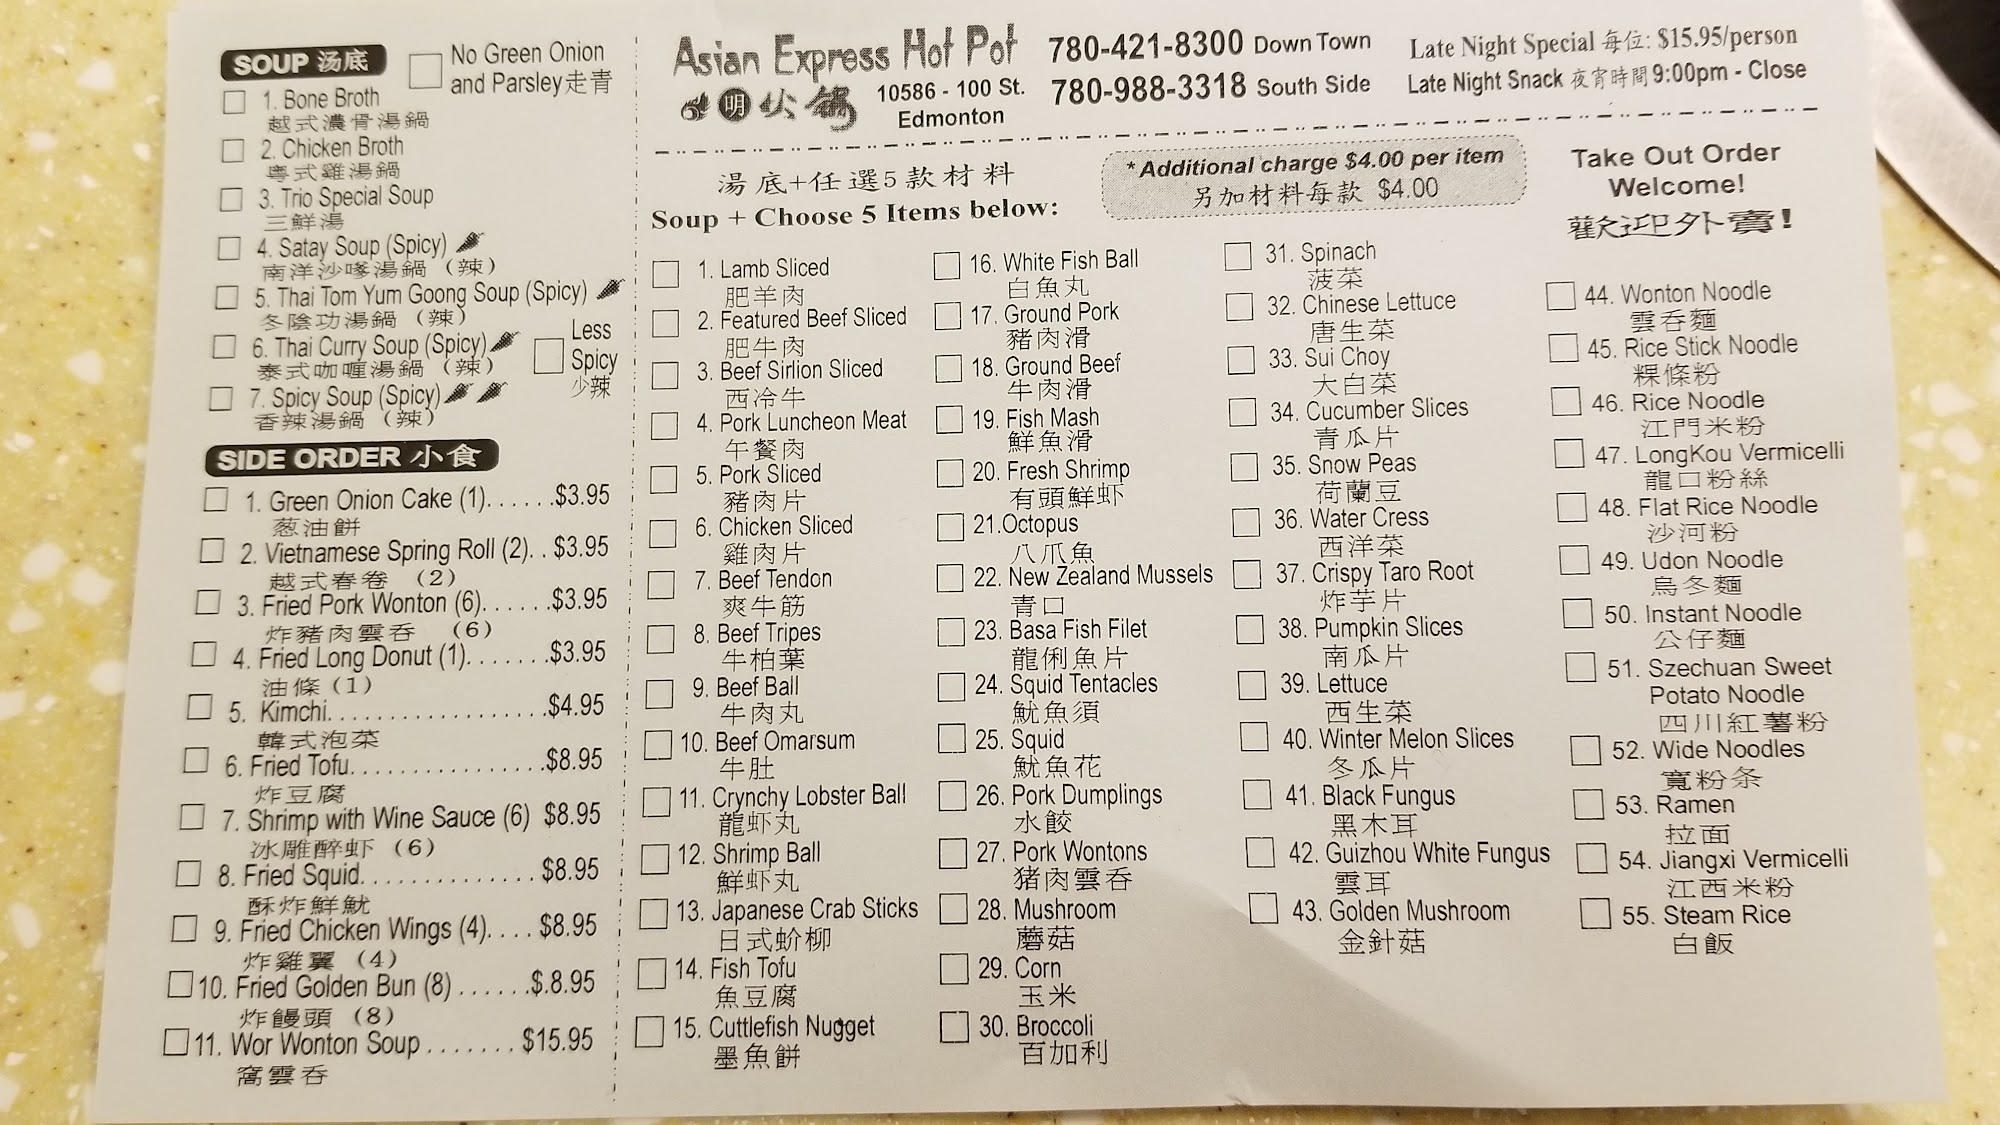 SOUP 汤底
No Green Onion
and Parsley走青
1. Bone Broth
越式濃骨湯鍋
2. Chicken Broth
粵式雞湯鍋
3. Trio Special Soup
三鮮湯
4. Satay Soup (Spicy)
南洋沙嗲湯鍋 (辣)
5. Thai Tom Yum Goong Soup (Spicy)
冬陰功湯鍋 (辣)
6. Thai Curry Soup (Spicy)
泰式咖喱湯鍋 (辣)
Less
Spicy
少辣
7. Spicy Soup (Spicy)
香辣湯鍋 (辣)
SIDE ORDER 小食
1. Green Onion Cake (1)......$3.95
葱油餅
2. Vietnamese Spring Roll (2)..$3.95
越式春卷 (2)
3. Fried Pork Wonton (6)......$3.95
炸豬肉雲吞 (6)
4. Fried Long Donut (1).......$3.95
油條 (1)
5. Kimchi.................$4.95
韓式泡菜
6. Fried Tofu...............$8.95
炸豆腐
7. Shrimp with Wine Sauce (6) $8.95
冰雕醉虾 (6)
8. Fried Squid.............$8.95
酥炸鮮魷
9. Fried Chicken Wings (4)....$8.95
炸雞翼 (4)
10. Fried Golden Bun (8)......$.8.95
炸饅頭 (8)
11. Wor Wonton Soup.......$15.95
窩雲吞
Asian Express Hot Pot
明火鍋
10586 - 100 St.
Edmonton
780-421-8300 Down Town
780-988-3318 South Side
Late Night Special 每位: $15.95/person
Late Night Snack 夜宵時間9:00pm - Close
湯底+任選5款材料
Soup + Choose 5 Items below:
* Additional charge $4.00 per item
另加材料每款 $4.00
Take Out Order
Welcome!
歡迎外賣!
1. Lamb Sliced
肥羊肉
2. Featured Beef Sliced
肥牛肉
3. Beef Sirlion Sliced
西冷牛
4. Pork Luncheon Meat
午餐肉
5. Pork Sliced
豬肉片
6. Chicken Sliced
雞肉片
7. Beef Tendon
爽牛筋
8. Beef Tripes
牛柏葉
9. Beef Ball
牛肉丸
10. Beef Omarsum
牛肚
11. Crynchy Lobster Ball
龍虾丸
12. Shrimp Ball
鮮虾丸
13. Japanese Crab Sticks
日式蚧柳
14. Fish Tofu
魚豆腐
15. Cuttlefish Nugget
墨魚餅
16. White Fish Ball
白魚丸
17. Ground Pork
豬肉滑
18. Ground Beef
牛肉滑
19. Fish Mash
鮮魚滑
20. Fresh Shrimp
有頭鮮虾
21.Octopus
八爪魚
22. New Zealand Mussels
青口
23. Basa Fish Filet
龍俐魚片
24. Squid Tentacles
魷魚須
25. Squid
魷魚花
26. Pork Dumplings
水餃
27. Pork Wontons
猪肉雲吞
28. Mushroom
蘑菇
29. Corn
玉米
30. Broccoli
百加利
31. Spinach
菠菜
32. Chinese Lettuce
唐生菜
33. Sui Choy
大白菜
34. Cucumber Slices
青瓜片
35. Snow Peas
荷蘭豆
36. Water Cress
西洋菜
37. Crispy Taro Root
炸芋片
38. Pumpkin Slices
南瓜片
39. Lettuce
西生菜
40. Winter Melon Slices
冬瓜片
41. Black Fungus
黑木耳
42. Guizhou White Fungus
雲耳
43. Golden Mushroom
金針菇
44. Wonton Noodle
雲吞麵
45. Rice Stick Noodle
粿條粉
46. Rice Noodle
江門米粉
47. LongKou Vermicelli
龍口粉絲
48. Flat Rice Noodle
沙河粉
49. Udon Noodle
烏冬麵
50. Instant Noodle
公仔麵
51. Szechuan Sweet
Potato Noodle
四川紅薯粉
52. Wide Noodles
寬粉条
53. Ramen
拉面
54. Jiangxi Vermicelli
江西米粉
55. Steam Rice
白飯